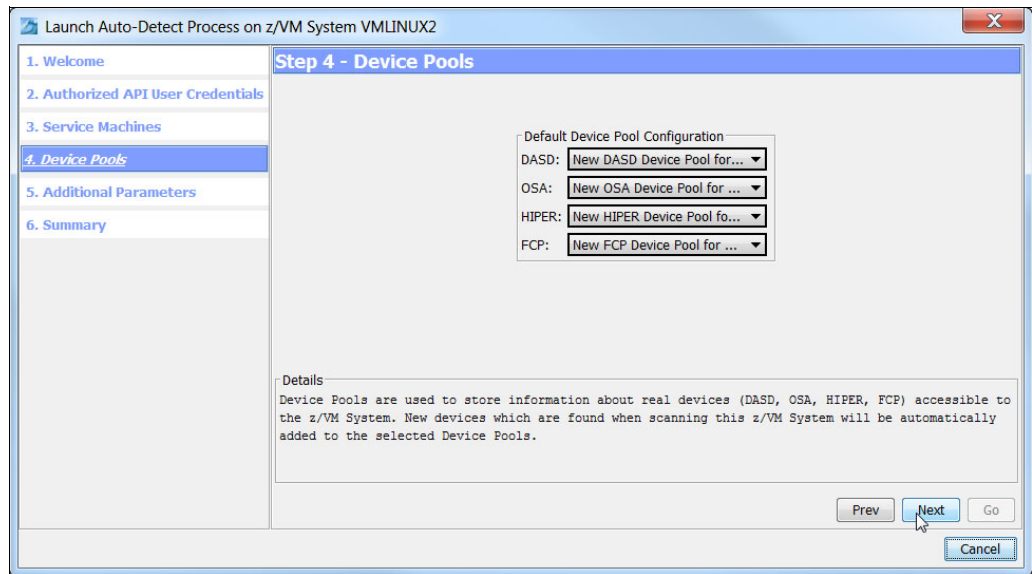 Launch Auto-Detect Process on z/VM System VMLINUX2
X
1. Welcome
2. Authorized API User Credentials
3. Service Machines
4. Device Pools
5. Additional Parameters
6. Summary
Step 4 - Device Pools
Default Device Pool Configuration
DASD: New DASD Device Pool for...
OSA: New OSA Device Pool for ...
HIPER: New HIPER Device Pool fo...
FCP: New FCP Device Pool for ...
Details
Device Pools are used to store information about real devices (DASD, OSA, HIPER, FCP) accessible to
the z/VM System. New devices which are found when scanning this z/VM System will be automatically
added to the selected Device Pools.
Prev Next Go
Cancel